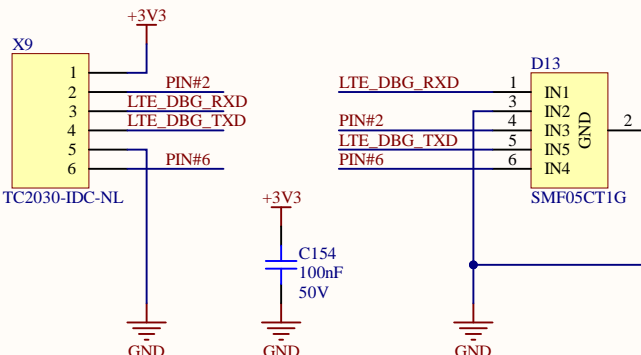 +3V3
X9
1
2
3
4
5
6
PIN#2
LTE_DBG_RXD
LTE_DBG_TXD
PIN#6
TC2030-IDC-NL
GND
+3V3
C154
100nF
50V
GND
D13
LTE_DBG_RXD
PIN#2
LTE_DBG_TXD
PIN#6
1
3
4
5
6
IN1
IN2
IN3
IN5
IN4
GND
2
SMF05CT1G
GND